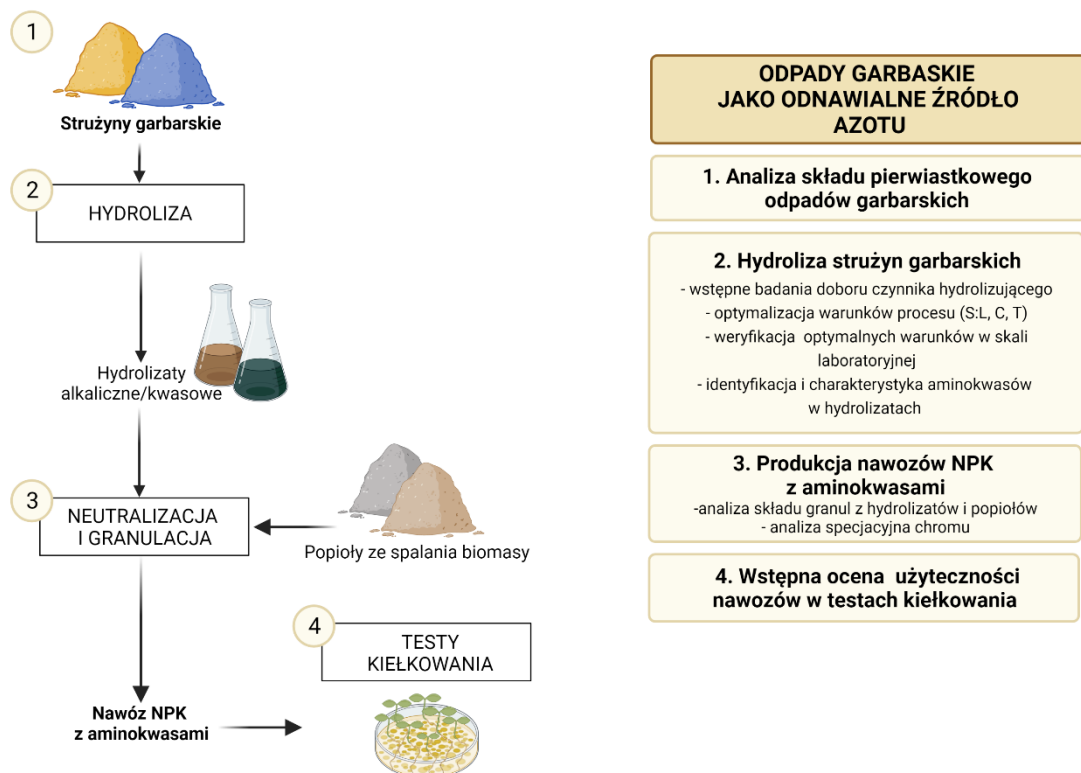 1
Strużyny garbarskie
2
HYDROLIZA
Hydrolizaty
alkaliczne/kwasowe
3
NEUTRALIZACJA
I GRANULACJA
Popioły ze spalania biomasy
4
TESTY
KIEŁKOWANIA
Nawóz NPK
z aminokwasami
ODPADY GARBASKIE
JAKO ODNAWIALNE ŹRÓDŁO
AZOTU
1. Analiza składu pierwiastkowego
odpadów garbarskich
2. Hydroliza strużyn garbarskich
- wstępne badania doboru czynnika hydrolizującego
- optymalizacja warunków procesu (S:L, C, T)
- weryfikacja optymalnych warunków w skali
laboratoryjnej
- identyfikacja i charakterystyka aminokwasów
w hydrolizatach
3. Produkcja nawozów NPK
z aminokwasami
-analiza składu granul z hydrolizatów i popiołów
- analiza specjacyjna chromu
4. Wstępna ocena użyteczności
nawozów w testach kiełkowania